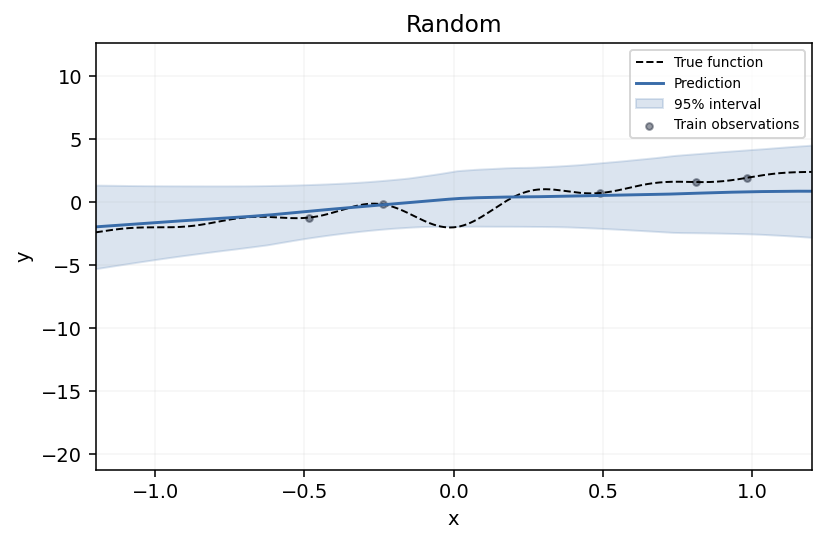 Random
True function
Prediction
95% interval
Train observations
10
5
0
−5
−10
−15
−20
y
−1.0
−0.5
0.0
0.5
1.0
x